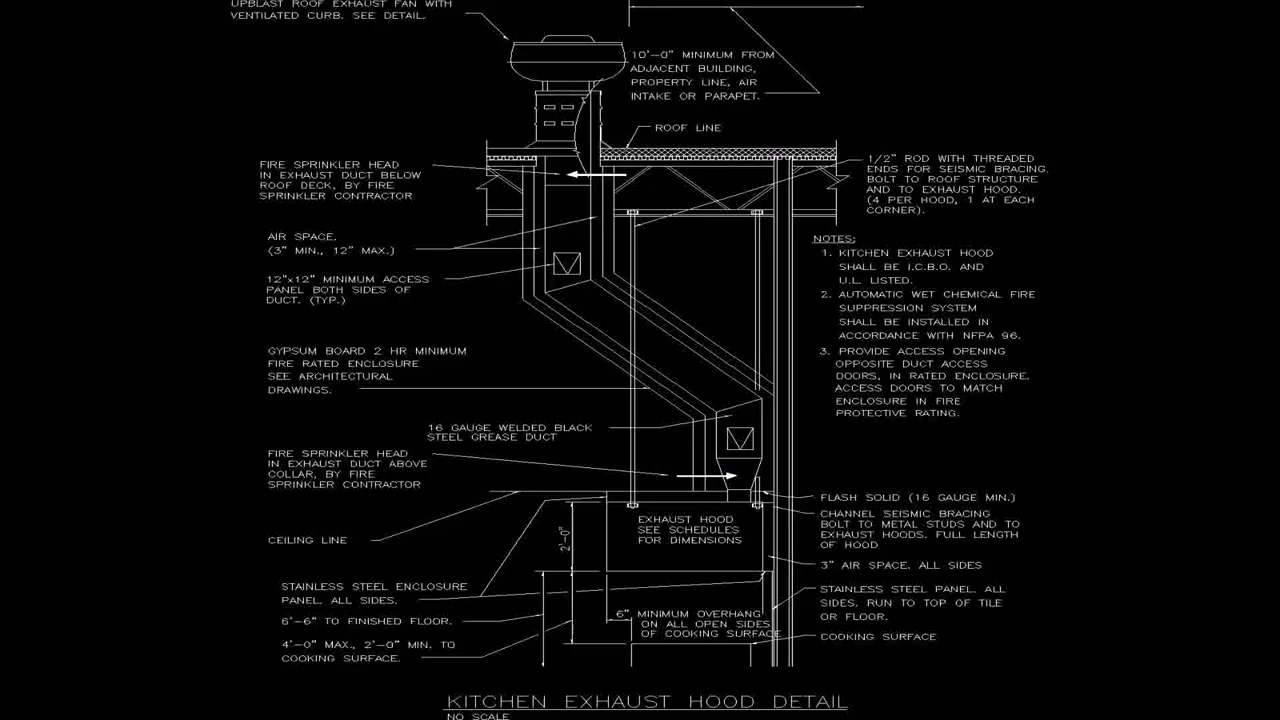 UPBLAST ROOF EXHAUST FAN WITH
VENTILATED CURB. SEE DETAIL.
10'-0" MINIMUM FROM
ADJACENT BUILDING,
PROPERTY LINE, AIR
INTAKE OR PARAPET.
ROOF LINE
FIRE SPRINKLER HEAD
IN EXHAUST DUCT BELOW
ROOF DECK, BY FIRE
SPRINKLER CONTRACTOR
1/2" ROD WITH THREADED
ENDS FOR SEISMIC BRACING.
BOLT TO ROOF STRUCTURE
AND TO EXHAUST HOOD.
(4 PER HOOD, 1 AT EACH
CORNER).
AIR SPACE.
(3" MIN., 12" MAX.)
12"x12" MINIMUM ACCESS
PANEL BOTH SIDES OF
DUCT. (TYP.)
NOTES:
1. KITCHEN EXHAUST HOOD
SHALL BE I.C.B.O. AND
U.L. LISTED.
2. AUTOMATIC WET CHEMICAL FIRE
SUPPRESSION SYSTEM
SHALL BE INSTALLED IN
ACCORDANCE WITH NFPA 96.
3. PROVIDE ACCESS OPENING
OPPOSITE DUCT ACCESS
DOORS, IN RATED ENCLOSURE.
ACCESS DOORS TO MATCH
ENCLOSURE IN FIRE
PROTECTIVE RATING.
GYPSUM BOARD 2 HR MINIMUM
FIRE RATED ENCLOSURE
SEE ARCHITECTURAL
DRAWINGS.
16 GAUGE WELDED BLACK
STEEL GREASE DUCT
FIRE SPRINKLER HEAD
IN EXHAUST DUCT ABOVE
COLLAR, BY FIRE
SPRINKLER CONTRACTOR
FLASH SOLID (16 GAUGE MIN.)
CHANNEL SEISMIC BRACING
BOLT TO METAL STUDS AND TO
EXHAUST HOODS. FULL LENGTH
OF HOOD
EXHAUST HOOD
SEE SCHEDULES
FOR DIMENSIONS
2'-0"
CEILING LINE
3" AIR SPACE. ALL SIDES
STAINLESS STEEL ENCLOSURE
PANEL. ALL SIDES.
STAINLESS STEEL PANEL. ALL
SIDES. RUN TO TOP OF TILE
OR FLOOR.
6" MINIMUM OVERHANG
ON ALL OPEN SIDES
OF COOKING SURFACE
6'-6" TO FINISHED FLOOR.
COOKING SURFACE
4'-0" MAX., 2'-0" MIN. TO
COOKING SURFACE.
KITCHEN EXHAUST HOOD DETAIL
NO SCALE